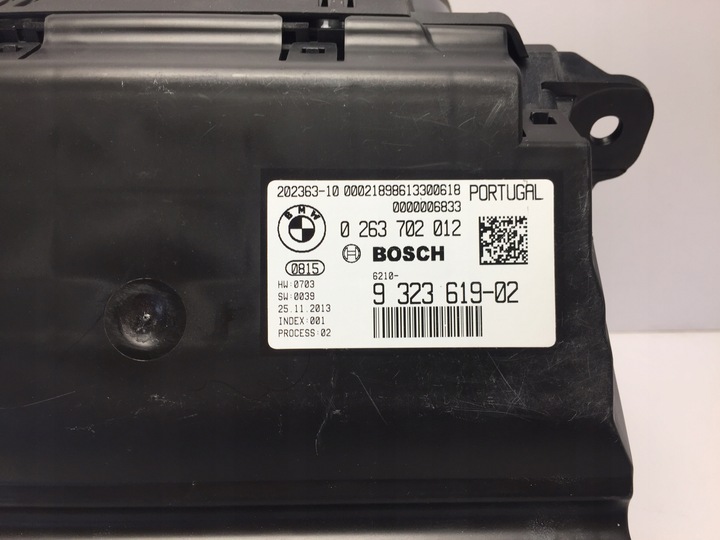 202363-10 00021898613300618 PORTUGAL
0000006833
BMW
0 263 702 012
BOSCH
0815
6210-
HW:0703
SW:0039
9 323 619-02
25.11.2013
INDEX:001
PROCESS:02